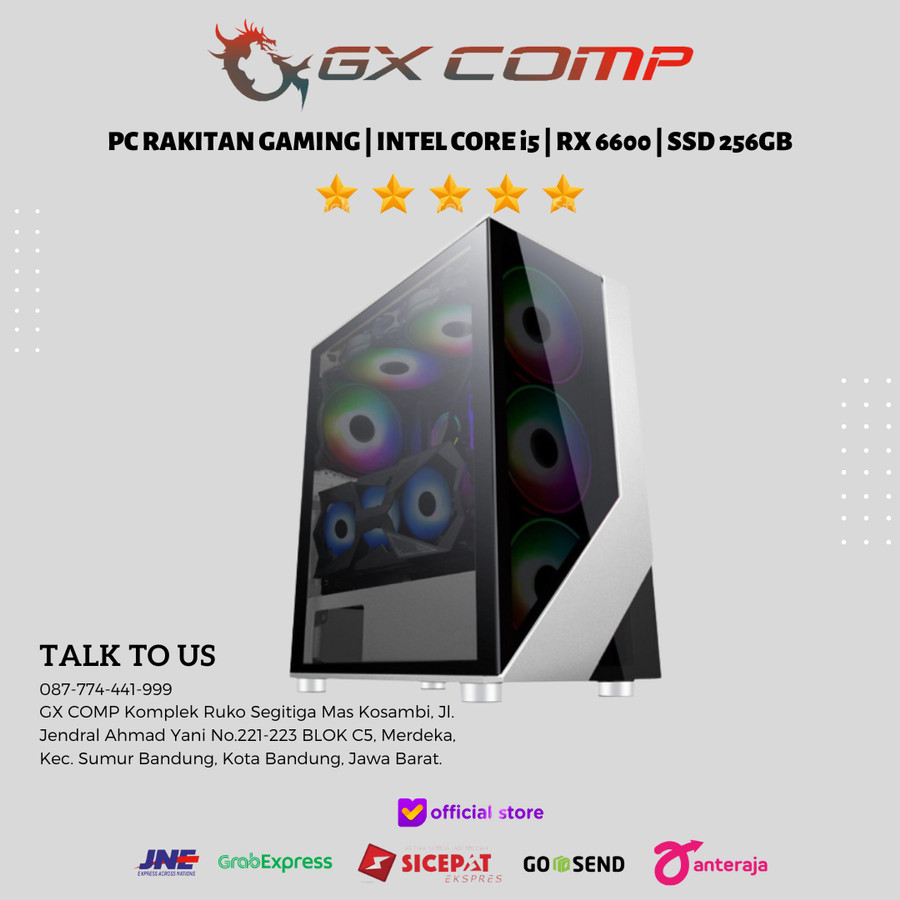 GX COMP
PC RAKITAN GAMING | INTEL CORE i5 | RX 6600 | SSD 256GB
TALK TO US
087-774-441-999
GX COMP Komplek Ruko Segitiga Mas Kosambi, Jl.
Jendral Ahmad Yani No.221-223 BLOK C5, Merdeka,
Kec. Sumur Bandung, Kota Bandung, Jawa Barat.
official store
JNE
EXPRESS ACROSS NATIONS
GrabExpress
SICEPAT
EKSPRES
GO SEND
anteraja